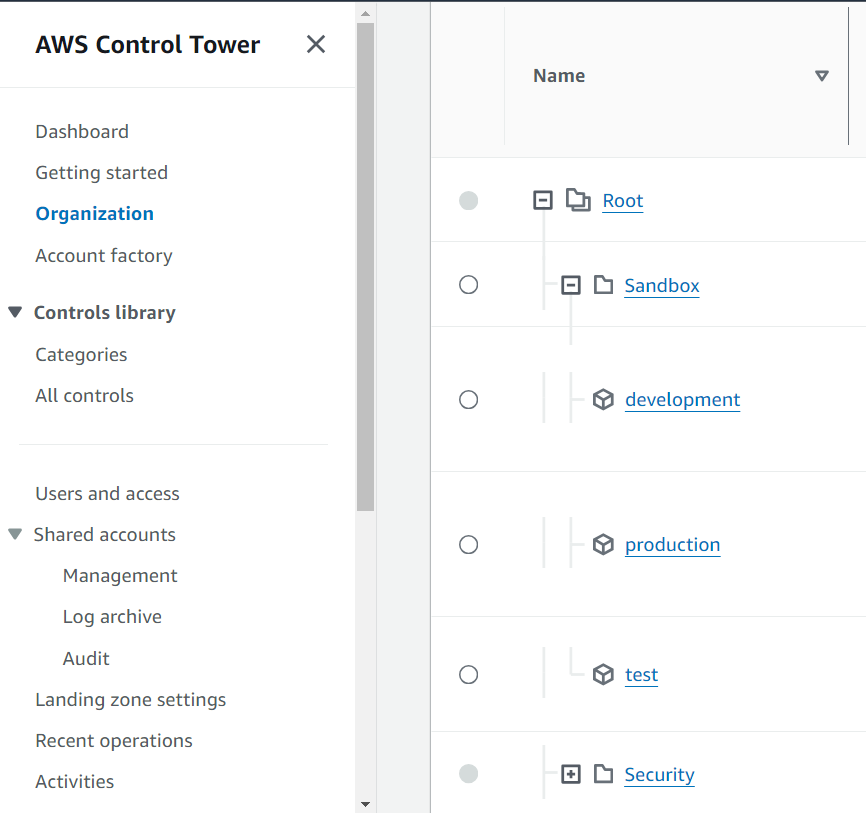 AWS Control Tower
Dashboard
Getting started
Organization
Account factory
Controls library
Categories
All controls
Users and access
Shared accounts
Management
Log archive
Audit
Landing zone settings
Recent operations
Activities
Name
Root
Sandbox
development
production
test
Security